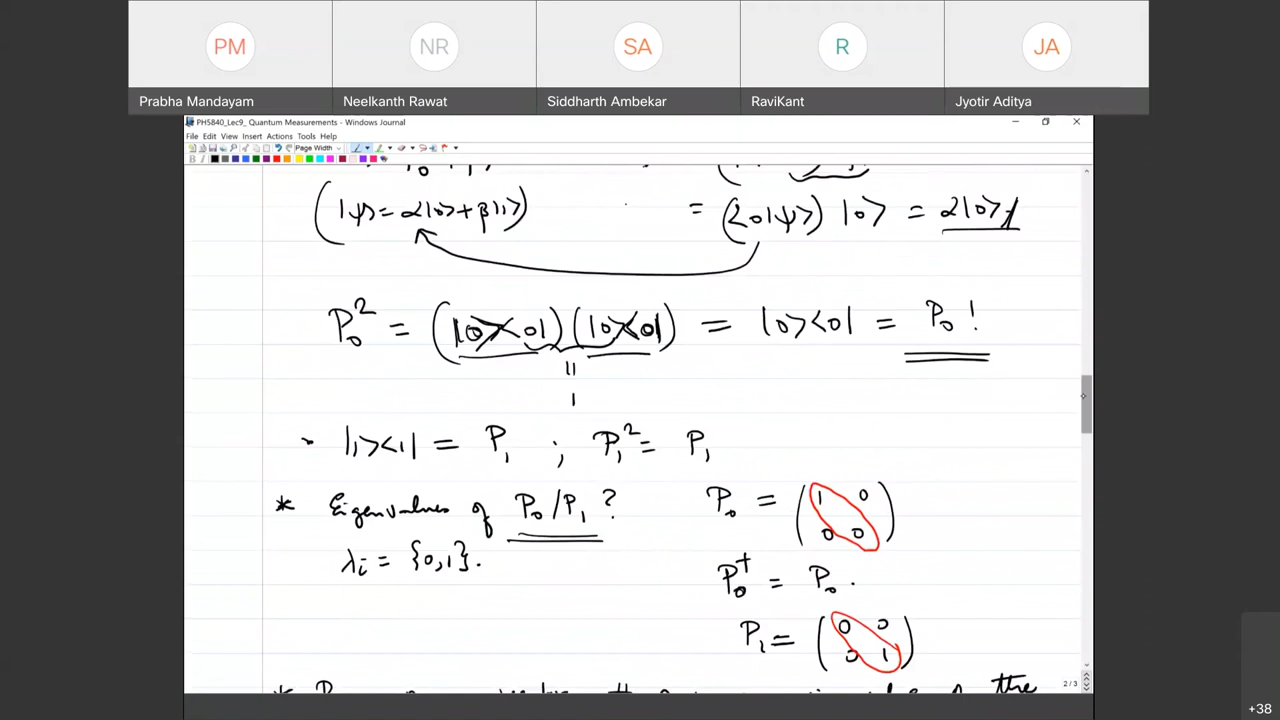 PM NR SA R JA
Prabha Mandayam Neelkanth Rawat Siddharth Ambekar RaviKant Jyotir Aditya
PH5840_Lec9_ Quantum Measurements - Windows Journal
File Edit View Insert Actions Tools Help
Page Width
B I
(|ψ> = α|0> + β|1>) = (<0|ψ>) |0> = α|0>
P₀² = (|0><0|)(|0><0|) = |0><0| = P₀ !
||
1
|1><1| = P₁ ; P₁² = P₁
* Eigenvalues of P₀/P₁ ? P₀ = (1 0
0 0)
λᵢ = {0,1}. P₀† = P₀.
P₁ = (0 0
0 1)
the
2 / 3
+38